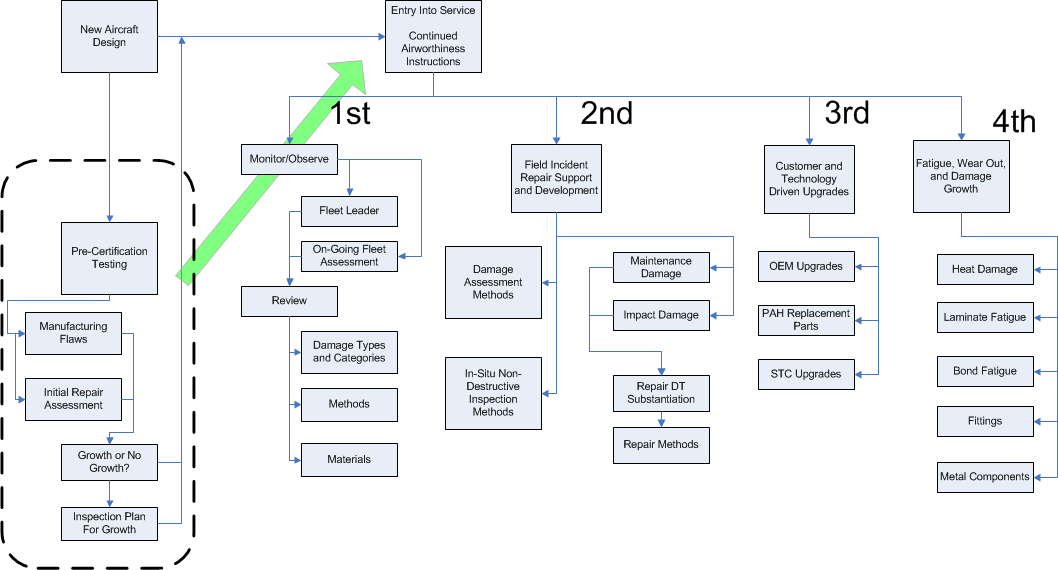 New Aircraft
Design
Entry Into Service
Continued
Airworthiness
Instructions
1st
2nd
3rd
4th
Monitor/Observe
Field Incident
Repair Support
and Development
Customer and
Technology
Driven Upgrades
Fatigue, Wear Out,
and Damage
Growth
Pre-Certification
Testing
Manufacturing
Flaws
Initial Repair
Assessment
Growth or No
Growth?
Inspection Plan
For Growth
Fleet Leader
On-Going Fleet
Assessment
Review
Damage Types
and Categories
Methods
Materials
Damage
Assessment
Methods
In-Situ Non-
Destructive
Inspection
Methods
Maintenance
Damage
Impact Damage
Repair DT
Substantiation
Repair Methods
OEM Upgrades
PAH Replacement
Parts
STC Upgrades
Heat Damage
Laminate Fatigue
Bond Fatigue
Fittings
Metal Components